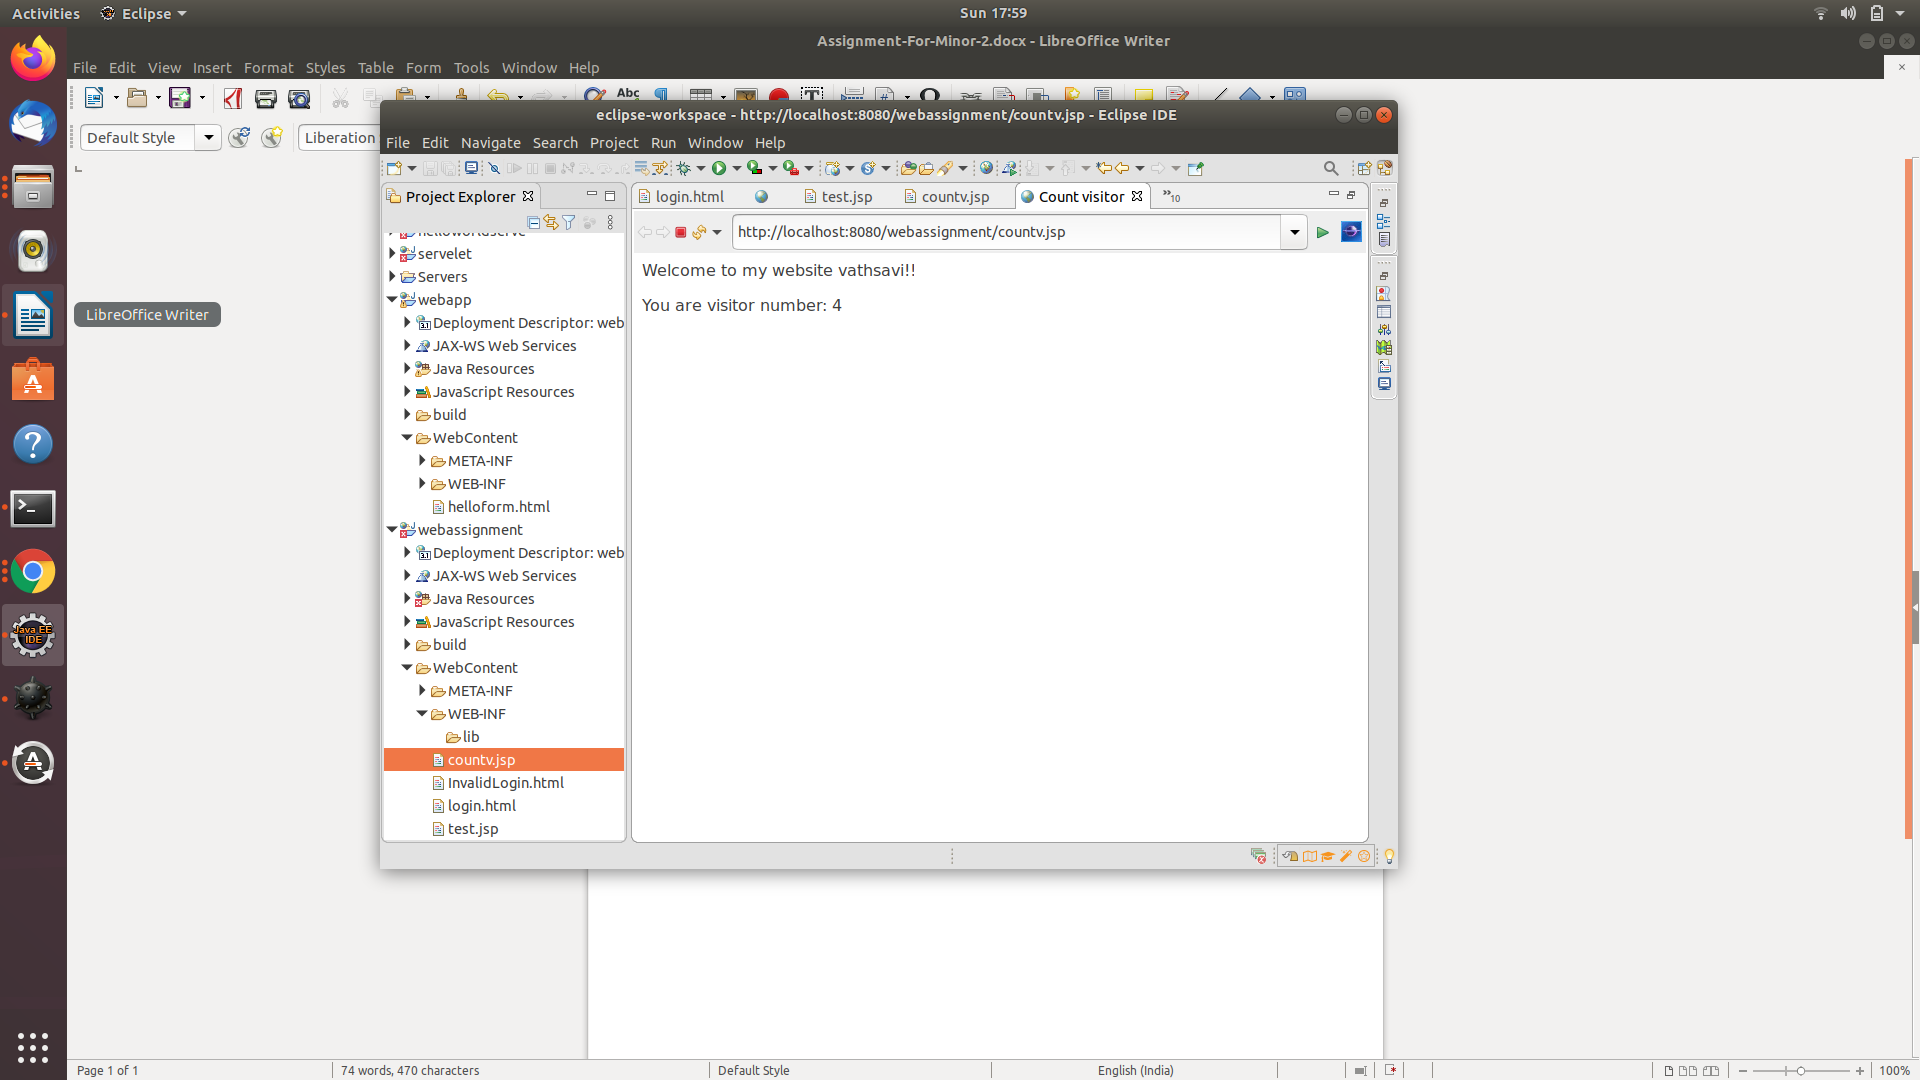 Activities
Eclipse
Sun 17:59
Assignment-For-Minor-2.docx - LibreOffice Writer
File Edit View Insert Format Styles Table Form Tools Window Help
Default Style
Liberation
LibreOffice Writer
eclipse-workspace - http://localhost:8080/webassignment/countv.jsp - Eclipse IDE
File Edit Navigate Search Project Run Window Help
Project Explorer
login.html
test.jsp
countv.jsp
Count visitor
»10
http://localhost:8080/webassignment/countv.jsp
Welcome to my website vathsavi!!
You are visitor number: 4
helloworldserve
servelet
Servers
webapp
Deployment Descriptor: web
JAX-WS Web Services
Java Resources
JavaScript Resources
build
WebContent
META-INF
WEB-INF
helloform.html
webassignment
Deployment Descriptor: web
JAX-WS Web Services
Java Resources
JavaScript Resources
build
WebContent
META-INF
WEB-INF
lib
countv.jsp
InvalidLogin.html
login.html
test.jsp
Java EE
IDE
Page 1 of 1
74 words, 470 characters
Default Style
English (India)
100%